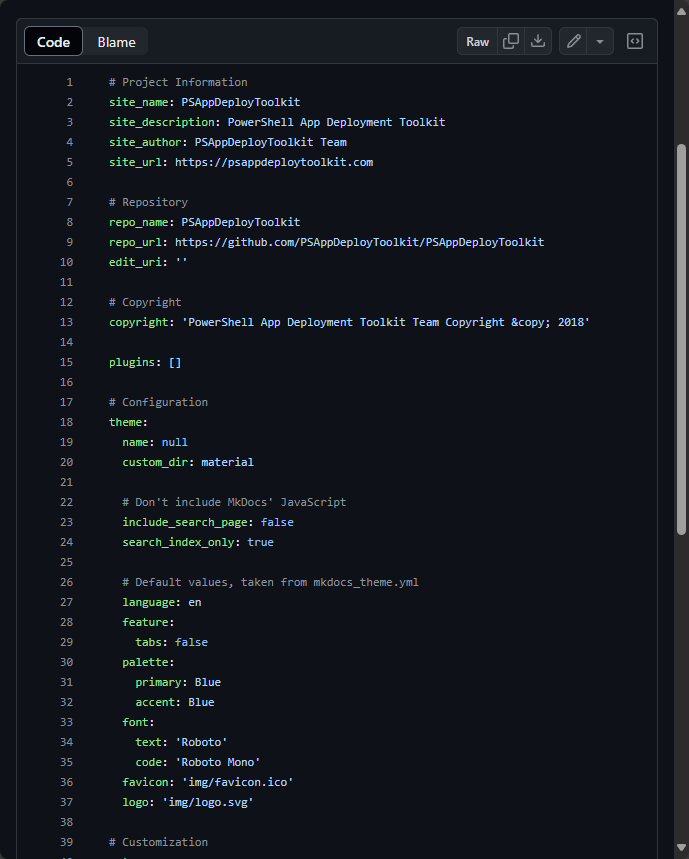 Code Blame Raw
1 # Project Information
2 site_name: PSAppDeployToolkit
3 site_description: PowerShell App Deployment Toolkit
4 site_author: PSAppDeployToolkit Team
5 site_url: https://psappdeploytoolkit.com
6
7 # Repository
8 repo_name: PSAppDeployToolkit
9 repo_url: https://github.com/PSAppDeployToolkit/PSAppDeployToolkit
10 edit_uri: ''
11
12 # Copyright
13 copyright: 'PowerShell App Deployment Toolkit Team Copyright &copy; 2018'
14
15 plugins: []
16
17 # Configuration
18 theme:
19   name: null
20   custom_dir: material
21
22   # Don't include MkDocs' JavaScript
23   include_search_page: false
24   search_index_only: true
25
26   # Default values, taken from mkdocs_theme.yml
27   language: en
28   feature:
29     tabs: false
30   palette:
31     primary: Blue
32     accent: Blue
33   font:
34     text: 'Roboto'
35     code: 'Roboto Mono'
36   favicon: 'img/favicon.ico'
37   logo: 'img/logo.svg'
38
39 # Customization